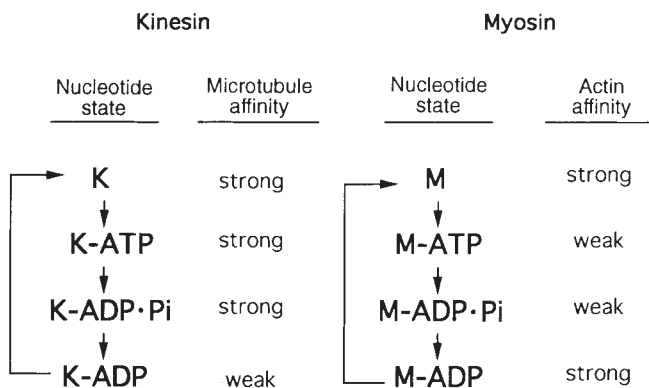 Kinesin Myosin
Nucleotide state Microtubule affinity Nucleotide state Actin affinity
K strong M strong
K-ATP strong M-ATP weak
K-ADP·Pi strong M-ADP·Pi weak
K-ADP weak M-ADP strong